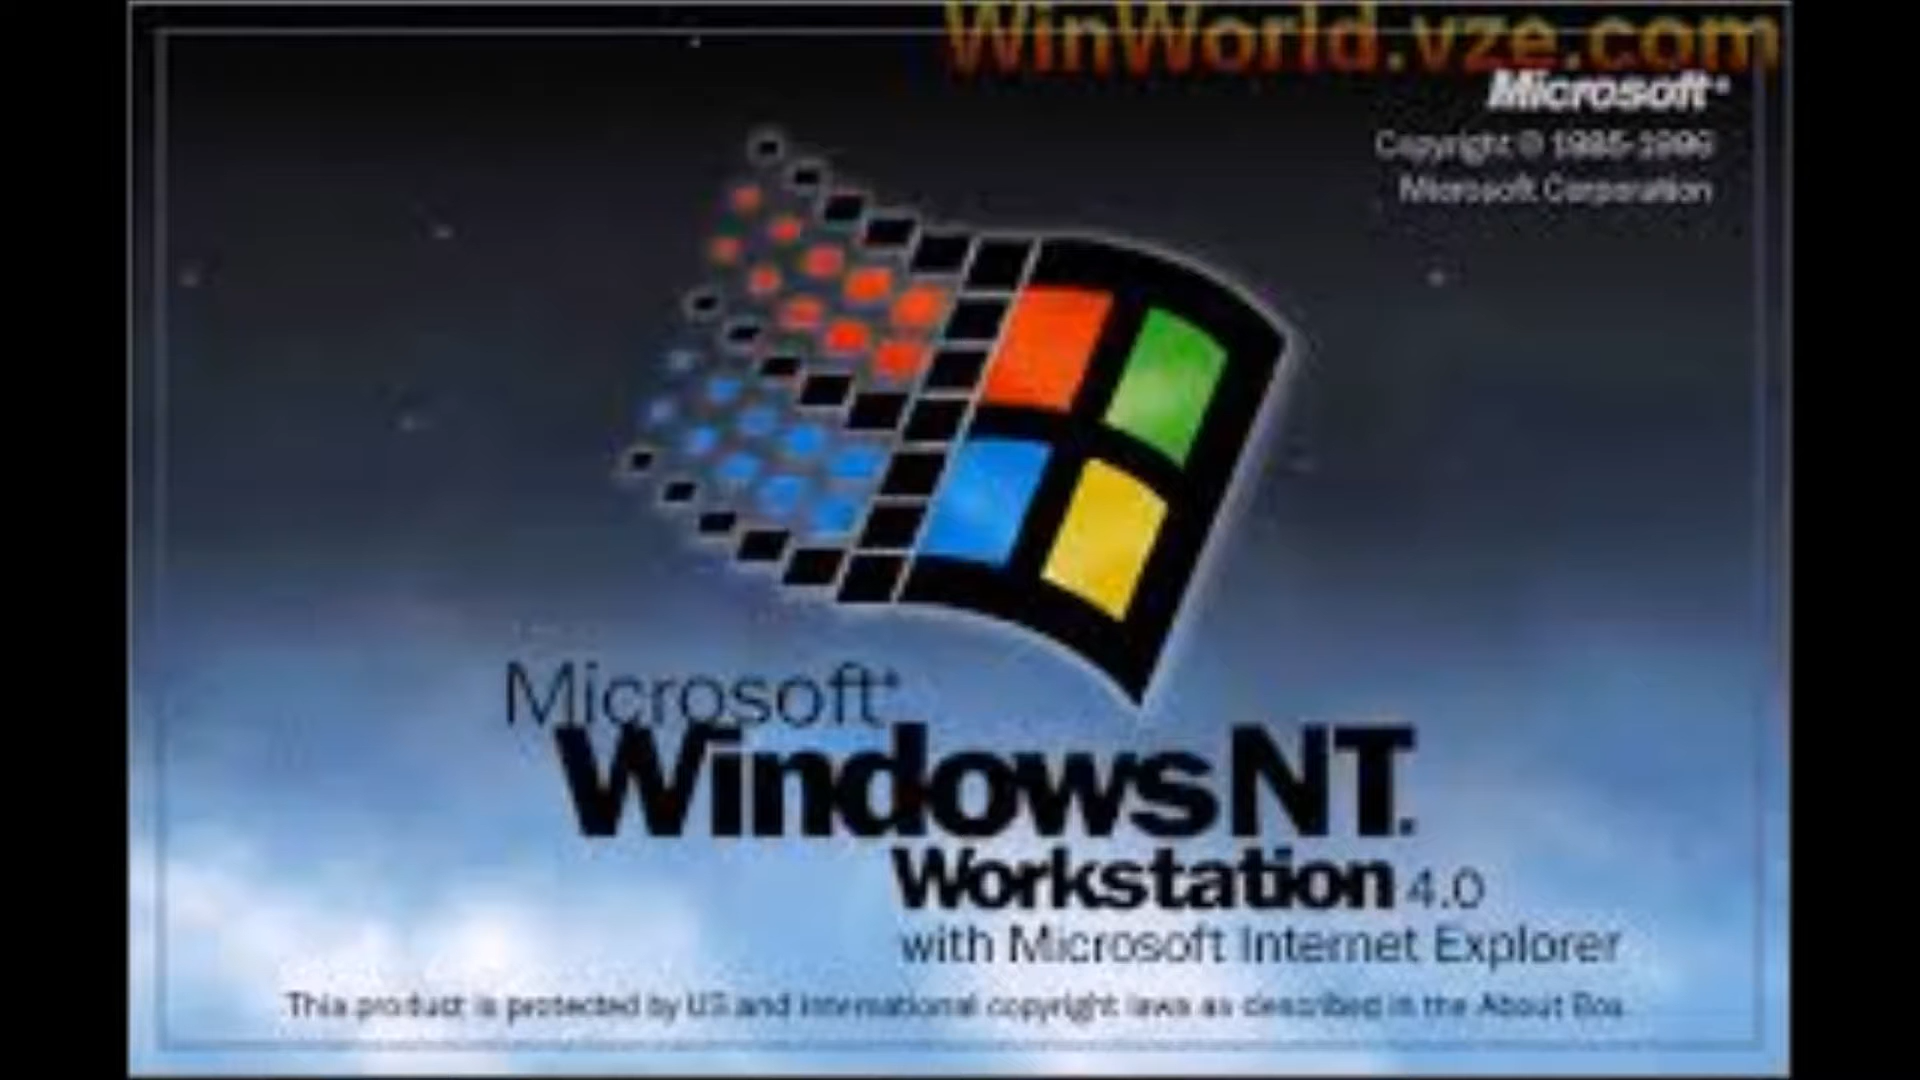 WinWorld.vze.com
Microsoft®
Copyright © 1985-1996
Microsoft Corporation
Microsoft®
Windows NT.
Workstation 4.0
with Microsoft Internet Explorer
This product is protected by US and international copyright laws as described in the About Box